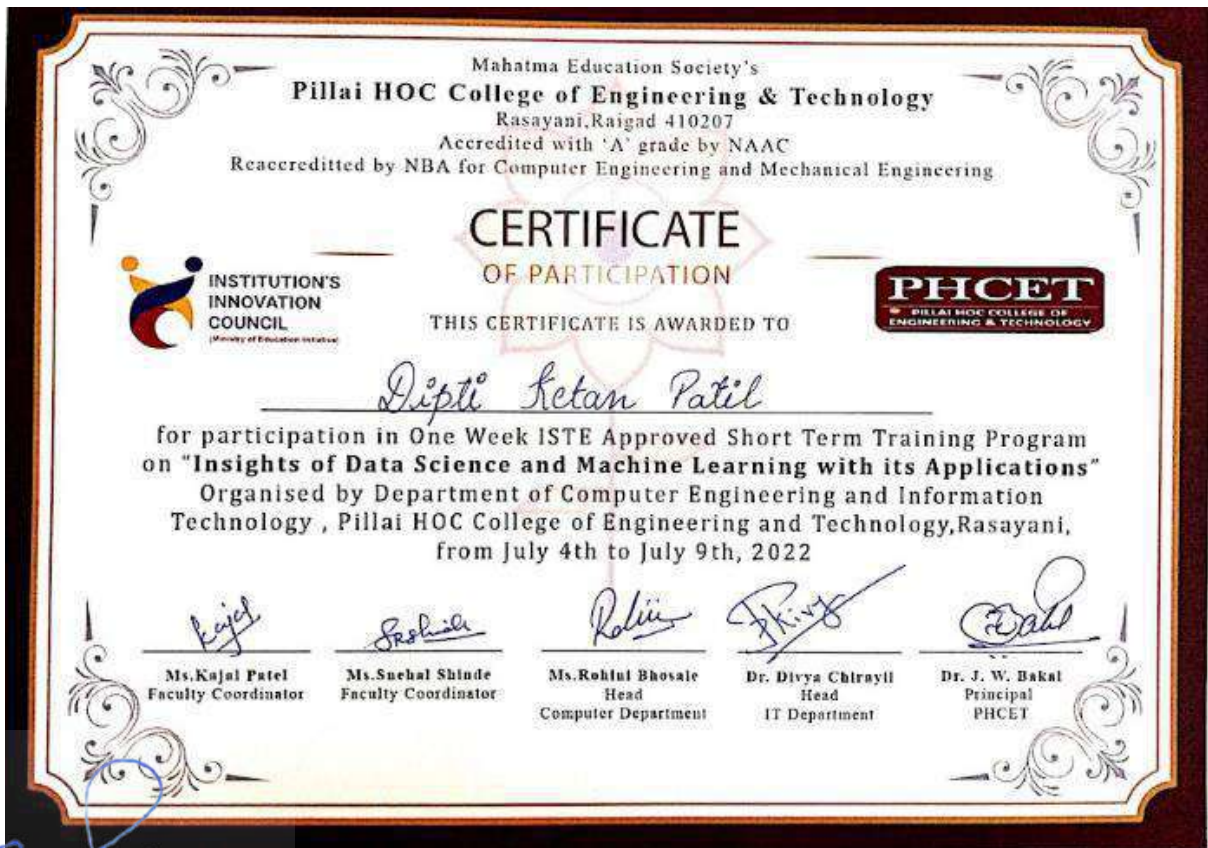 Mahatma Education Society's
Pillai HOC College of Engineering & Technology
Rasayani,Raigad 410207
Accredited with 'A' grade by NAAC
Reaccreditted by NBA for Computer Engineering and Mechanical Engineering
CERTIFICATE
OF PARTICIPATION
INSTITUTION'S
INNOVATION
COUNCIL
(Ministry of Education Initiative)
PHCET
PILLAI HOC COLLEGE OF
ENGINEERING & TECHNOLOGY
THIS CERTIFICATE IS AWARDED TO
Dipti Ketan Patil
for participation in One Week ISTE Approved Short Term Training Program
on "Insights of Data Science and Machine Learning with its Applications"
Organised by Department of Computer Engineering and Information
Technology , Pillai HOC College of Engineering and Technology,Rasayani,
from July 4th to July 9th, 2022
Kajal
Ms.Kajal Patel
Faculty Coordinator
Ms.Snehal Shinde
Faculty Coordinator
Ms.Rohini Bhosale
Head
Computer Department
Dr. Divya Chirayil
Head
IT Department
Dr. J. W. Bakal
Principal
PHCET